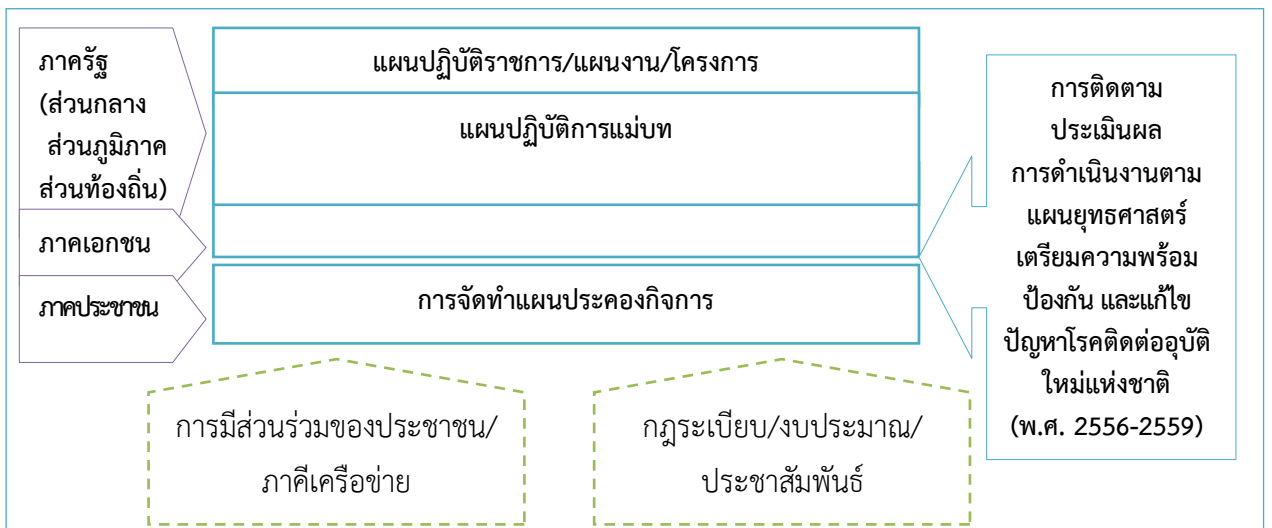 ภาครัฐ
(ส่วนกลาง
ส่วนภูมิภาค
ส่วนท้องถิ่น)
ภาคเอกชน
ภาคประชาชน
แผนปฏิบัติราชการ/แผนงาน/โครงการ
แผนปฏิบัติการแม่บท
การจัดทำแผนประคองกิจการ
การมีส่วนร่วมของประชาชน/
ภาคีเครือข่าย
กฎระเบียบ/งบประมาณ/
ประชาสัมพันธ์
การติดตาม
ประเมินผล
การดำเนินงานตาม
แผนยุทธศาสตร์
เตรียมความพร้อม
ป้องกัน และแก้ไข
ปัญหาโรคติดต่ออุบัติ
ใหม่แห่งชาติ
(พ.ศ. 2556-2559)